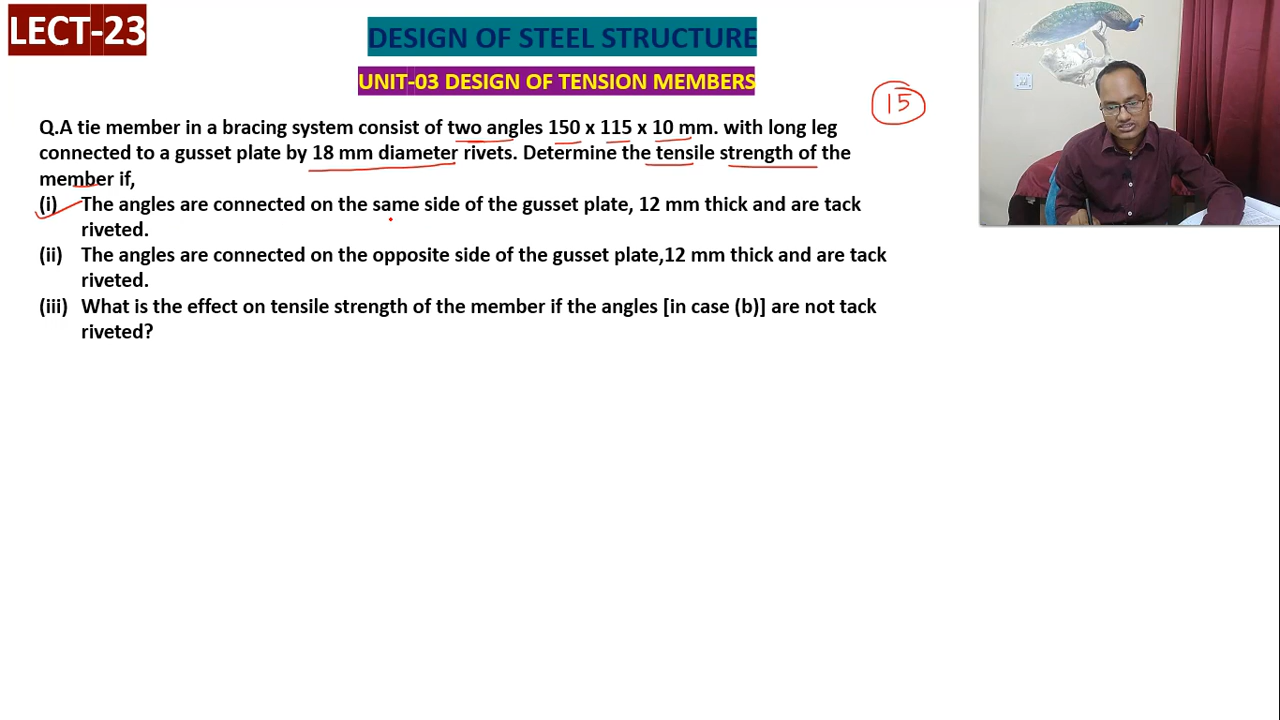 LECT-23
DESIGN OF STEEL STRUCTURE
UNIT-03 DESIGN OF TENSION MEMBERS
15
Q.A tie member in a bracing system consist of two angles 150 x 115 x 10 mm. with long leg
connected to a gusset plate by 18 mm diameter rivets. Determine the tensile strength of the
member if,
(i) The angles are connected on the same side of the gusset plate, 12 mm thick and are tack
riveted.
(ii) The angles are connected on the opposite side of the gusset plate,12 mm thick and are tack
riveted.
(iii) What is the effect on tensile strength of the member if the angles [in case (b)] are not tack
riveted?